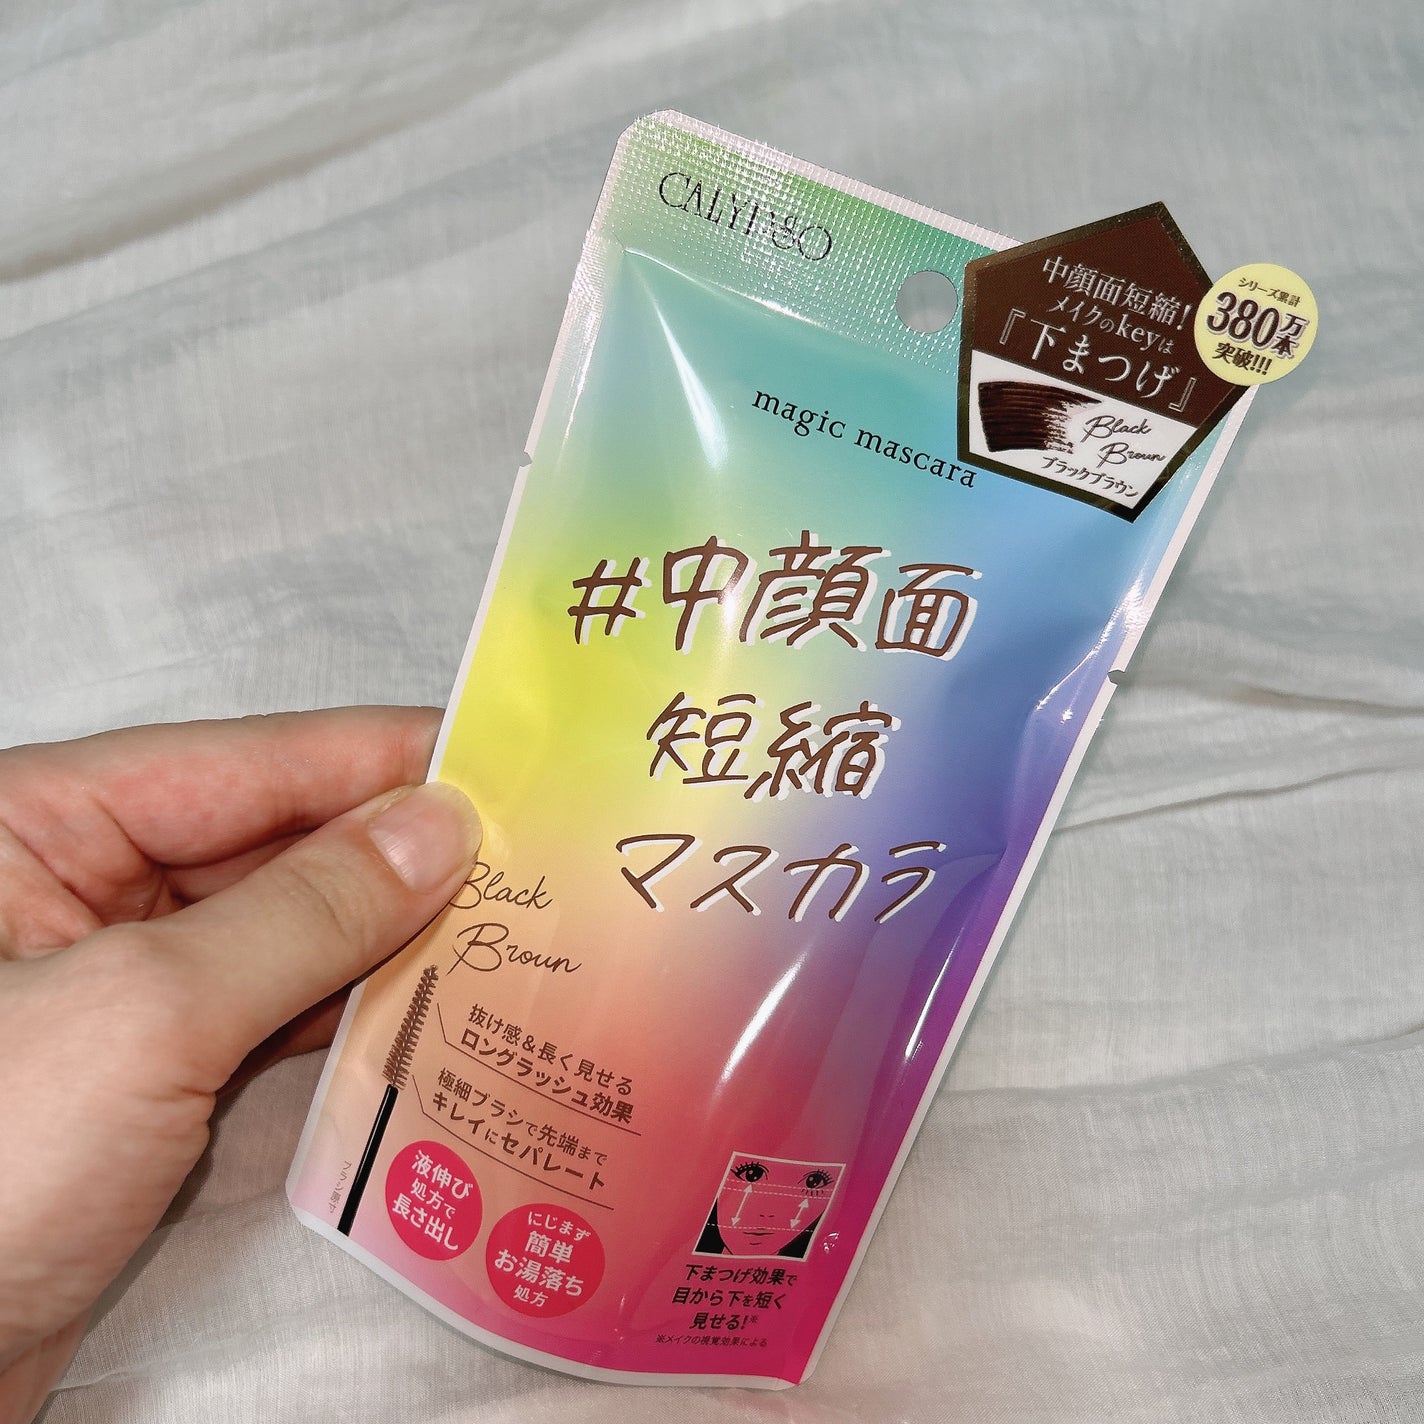 CALYPSO
中顔面短縮!
メイクのkeyは
『下まつげ』
シリーズ累計
380万本
突破!!!
Black
Broun
ブラックブラウン
magic mascara
#中顔面
短縮
マスカラ
Black
Broun
抜け感&長く見せる
ロングラッシュ効果
極細ブラシで先端まで
キレイにセパレート
ブラシ原寸
液伸び
処方で
長さ出し
にじまず
簡単
お湯落ち
処方
下まつげ効果で
目から下を短く
見せる!※
※メイクの視覚効果による